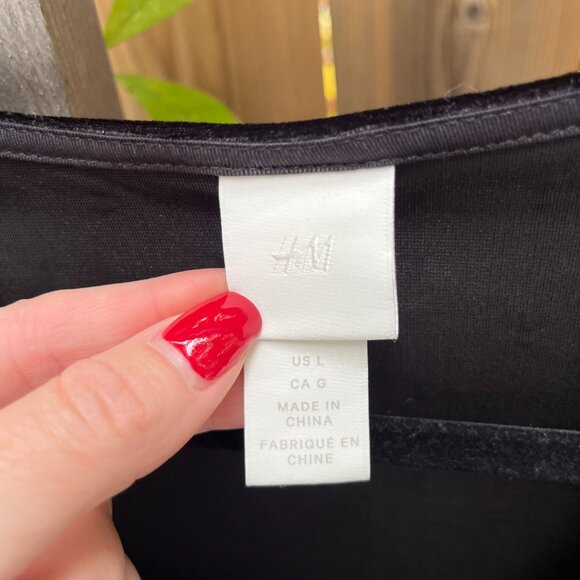 H&M
US L
CA G
MADE IN
CHINA
FABRIQUÉ EN
CHINE